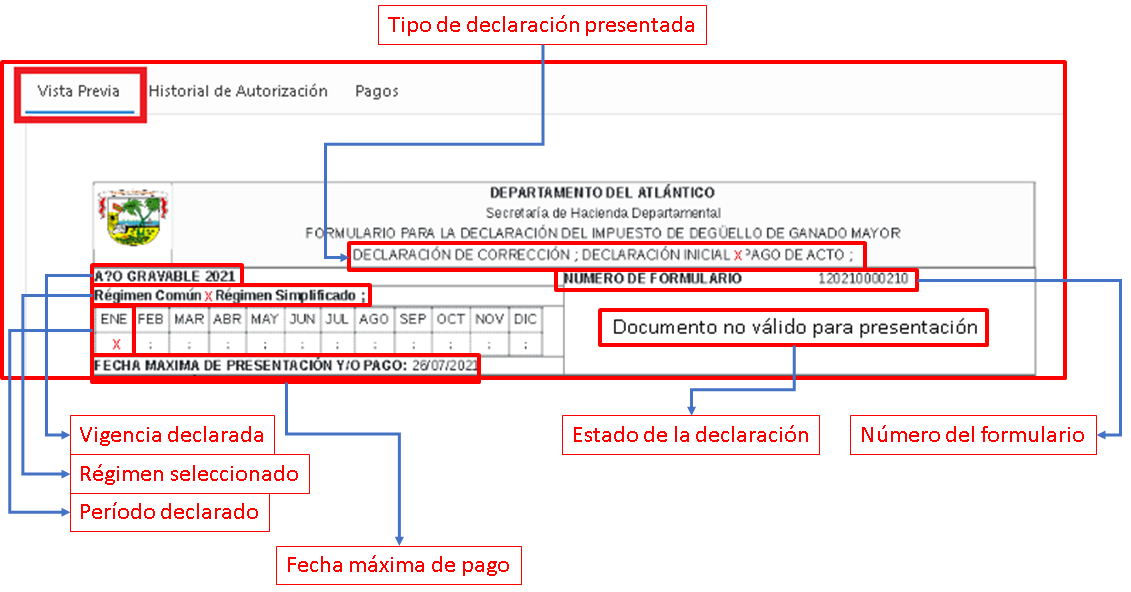 Tipo de declaración presentada
Vista Previa Historial de Autorización Pagos
DEPARTAMENTO DEL ATLÁNTICO
Secretaría de Hacienda Departamental
FORMULARIO PARA LA DECLARACIÓN DEL IMPUESTO DE DEGÜELLO DE GANADO MAYOR
DECLARACIÓN DE CORRECCIÓN ; DECLARACIÓN INICIAL X PAGO DE ACTO ;
A?O GRAVABLE 2021
NUMERO DE FORMULARIO 120210000210
Régimen Común X Régimen Simplificado ;
ENE FEB MAR ABR MAY JUN JUL AGO SEP OCT NOV DIC
X ; ; ; ; ; ; ; ; ; ; ;
Documento no válido para presentación
FECHA MAXIMA DE PRESENTACIÓN Y/O PAGO: 26/07/2021
Vigencia declarada
Estado de la declaración
Número del formulario
Régimen seleccionado
Período declarado
Fecha máxima de pago